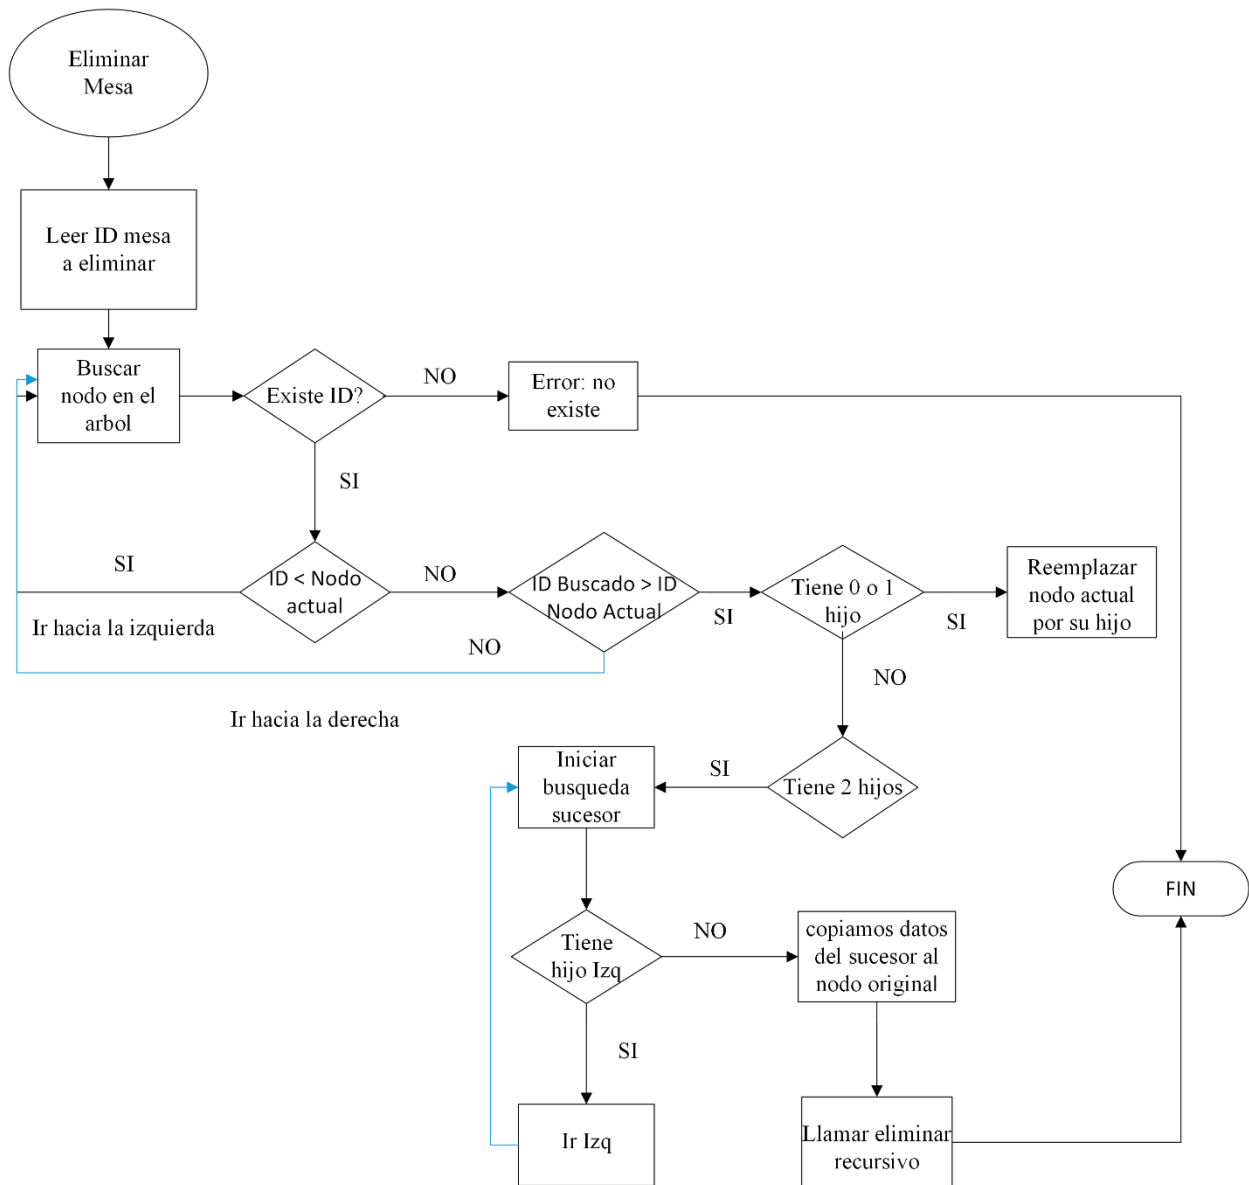 Eliminar
Mesa
Leer ID mesa
a eliminar
Buscar
nodo en el
arbol
Existe ID?
NO
Error: no
existe
SI
SI
ID < Nodo
actual
NO
ID Buscado > ID
Nodo Actual
SI
Tiene 0 o 1
hijo
SI
Reemplazar
nodo actual
por su hijo
Ir hacia la izquierda
NO
NO
Ir hacia la derecha
Iniciar
busqueda
sucesor
SI
Tiene 2 hijos
FIN
Tiene
hijo Izq
NO
copiamos datos
del sucesor al
nodo original
SI
Ir Izq
Llamar eliminar
recursivo